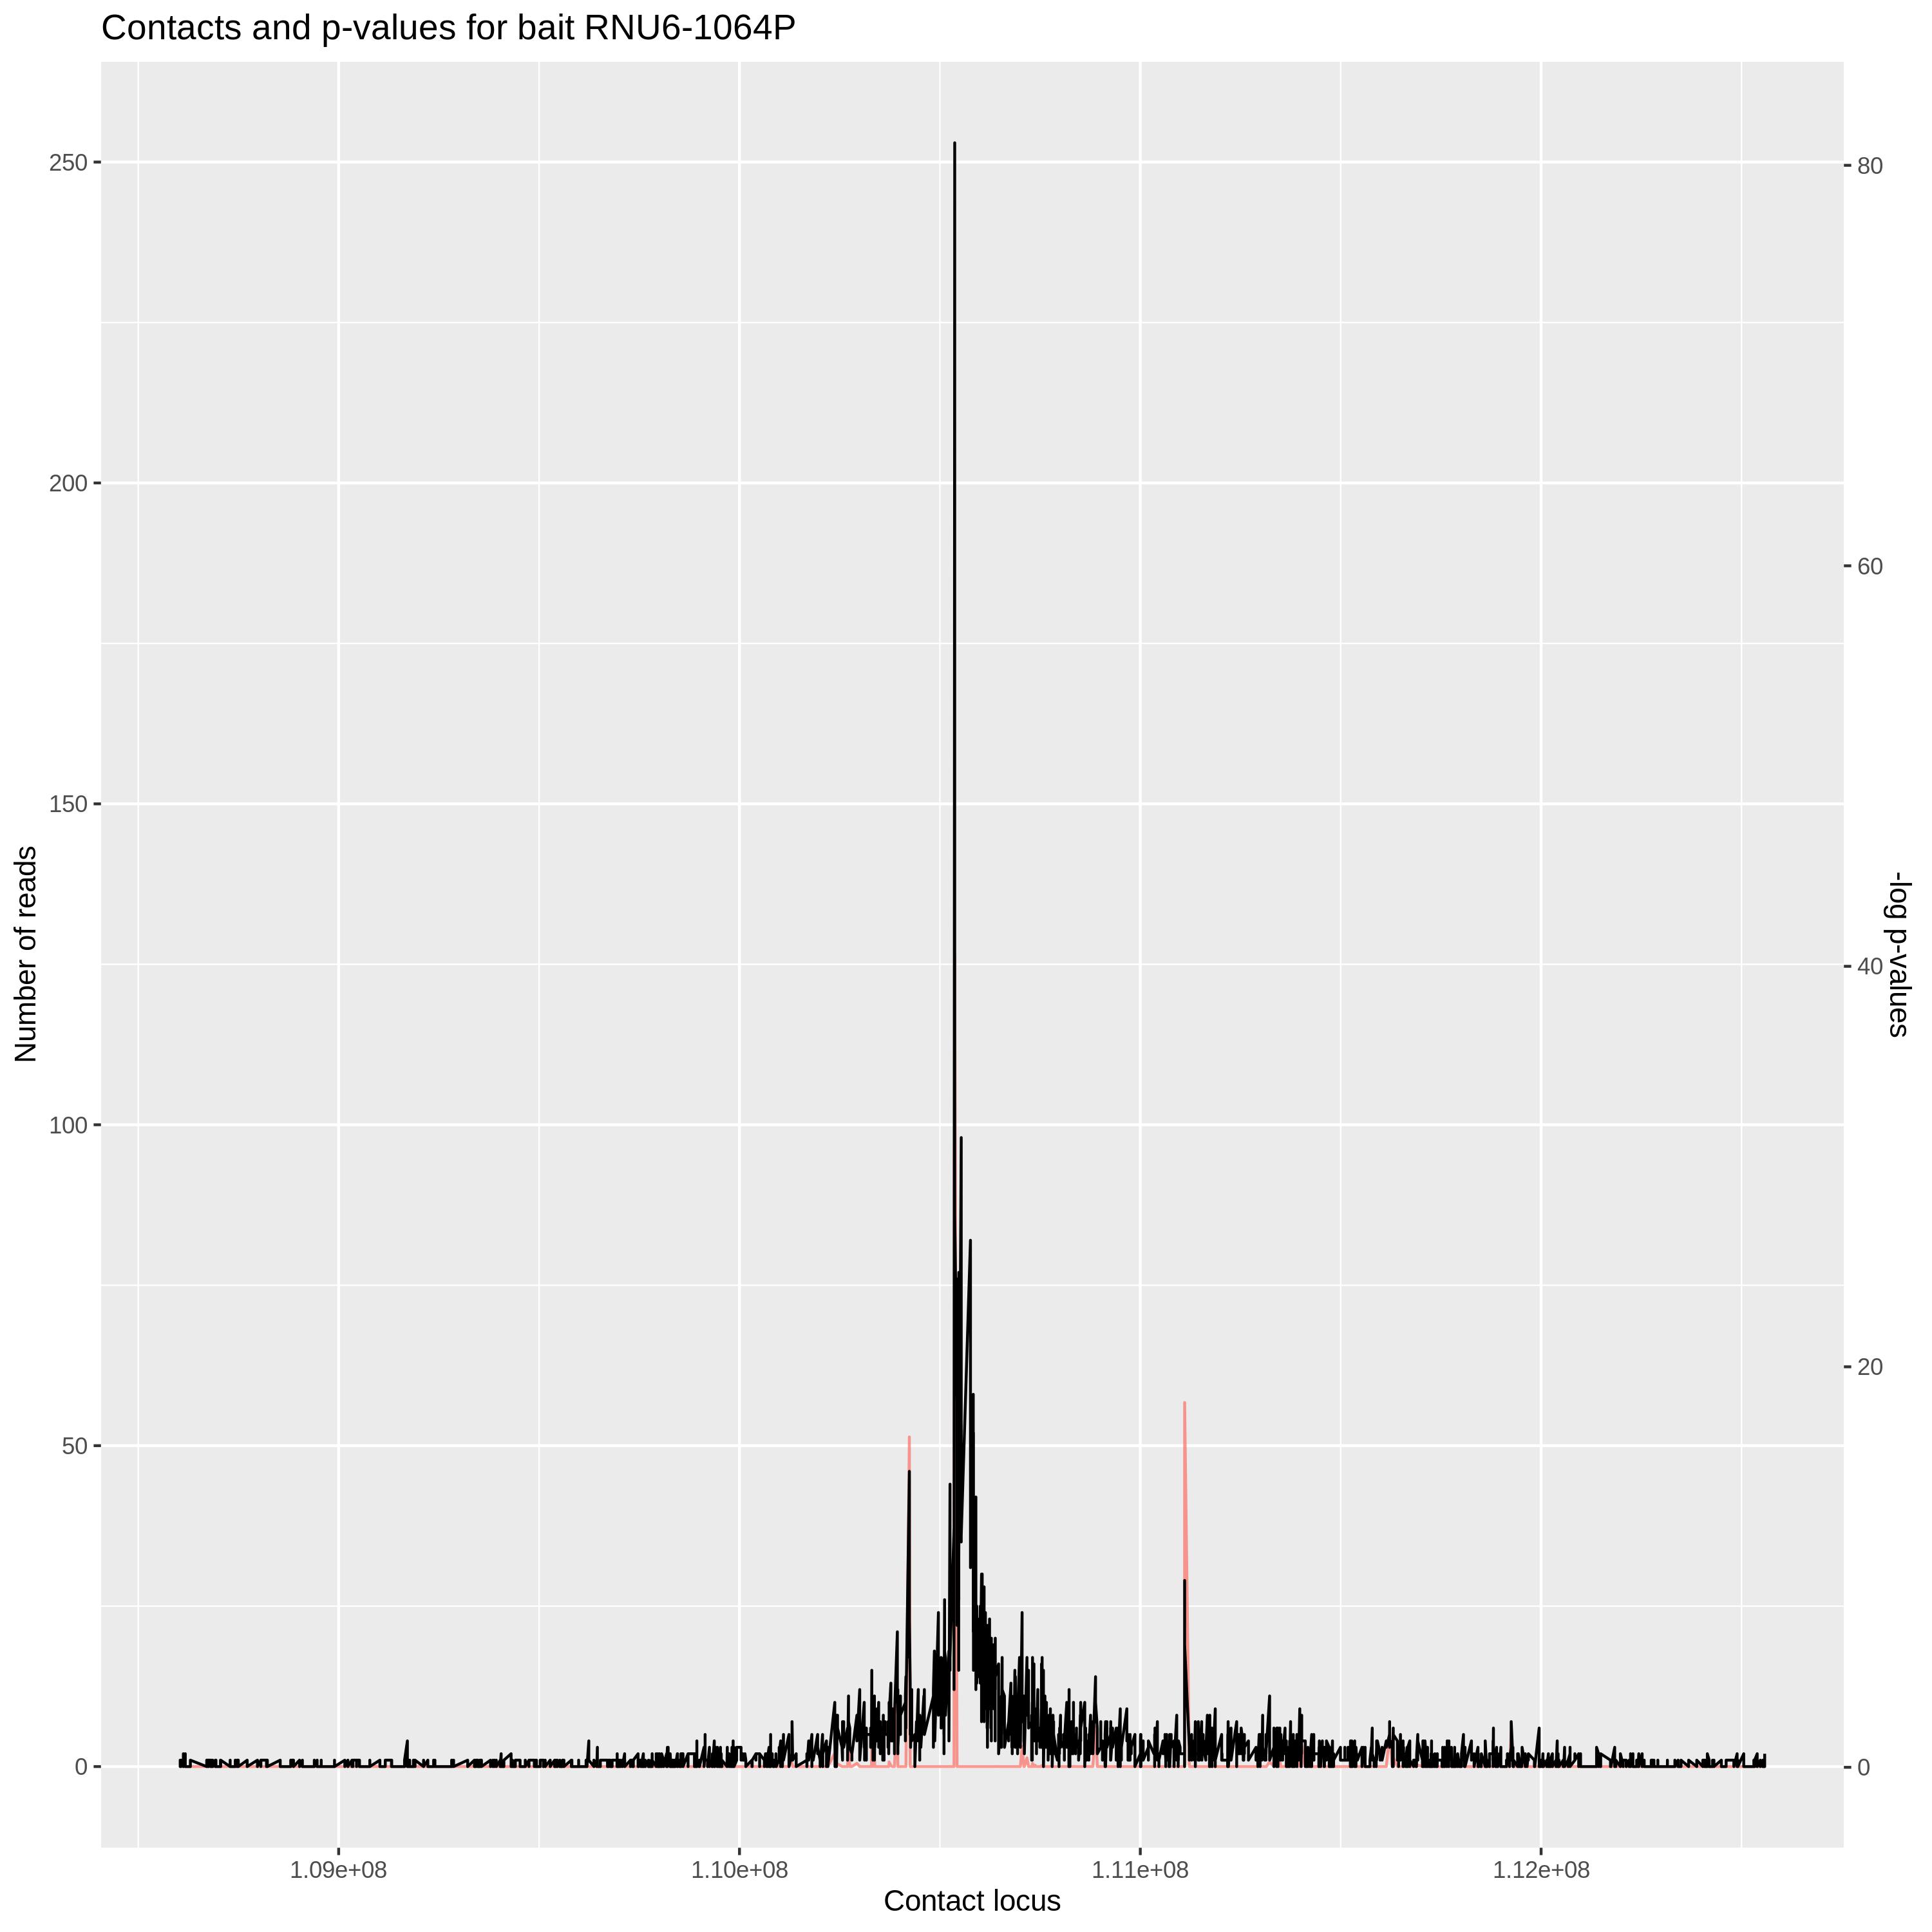 Contacts and p-values for bait RNU6-1064P
250
200
150
100
50
0
Number of reads
80
60
40
20
0
-log p-values
1.09e+08
1.10e+08
1.11e+08
1.12e+08
Contact locus